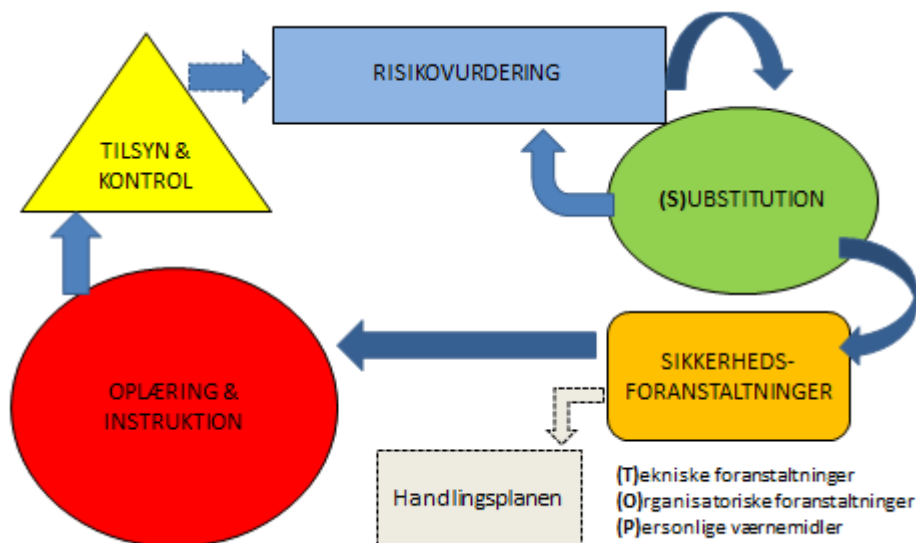 RISIKOVURDERING
TILSYN &
KONTROL
(S)UBSTITUTION
SIKKERHEDS-
FORANSTALTNINGER
OPLÆRING &
INSTRUKTION
Handlingsplanen
(T)ekniske foranstaltninger
(O)rganisatoriske foranstaltninger
(P)ersonlige værnemidler